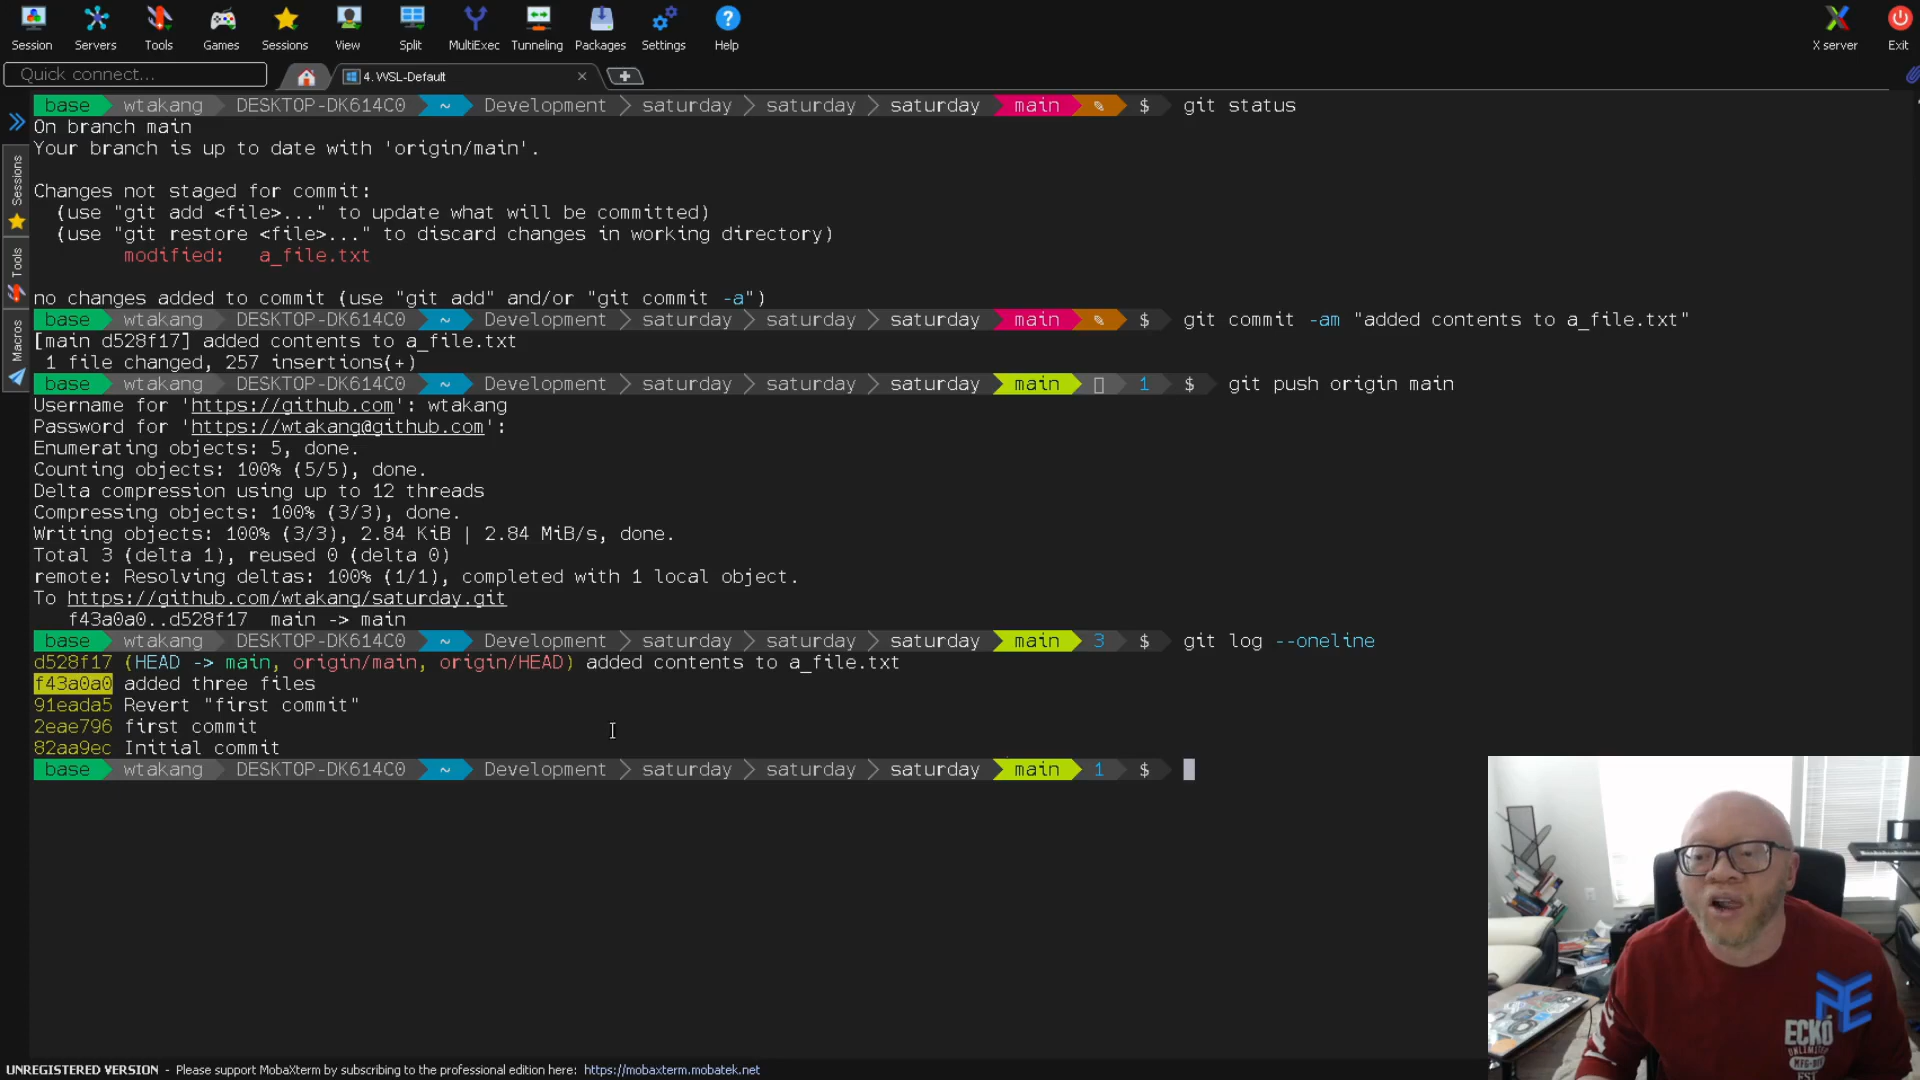 Session Servers Tools Games Sessions View Split MultiExec Tunneling Packages Settings Help X server Exit
Quick connect... 4. WSL-Default
base wtakang DESKTOP-DK614C0 ~ Development saturday saturday saturday main ✎ $ git status
On branch main
Your branch is up to date with 'origin/main'.
Changes not staged for commit:
(use "git add <file>..." to update what will be committed)
(use "git restore <file>..." to discard changes in working directory)
modified: a_file.txt
no changes added to commit (use "git add" and/or "git commit -a")
base wtakang DESKTOP-DK614C0 ~ Development saturday saturday saturday main ✎ $ git commit -am "added contents to a_file.txt"
[main d528f17] added contents to a_file.txt
1 file changed, 257 insertions(+)
base wtakang DESKTOP-DK614C0 ~ Development saturday saturday saturday main 1 $ git push origin main
Username for 'https://github.com': wtakang
Password for 'https://wtakang@github.com':
Enumerating objects: 5, done.
Counting objects: 100% (5/5), done.
Delta compression using up to 12 threads
Compressing objects: 100% (3/3), done.
Writing objects: 100% (3/3), 2.84 KiB | 2.84 MiB/s, done.
Total 3 (delta 1), reused 0 (delta 0)
remote: Resolving deltas: 100% (1/1), completed with 1 local object.
To https://github.com/wtakang/saturday.git
f43a0a0..d528f17 main -> main
base wtakang DESKTOP-DK614C0 ~ Development saturday saturday saturday main 3 $ git log --oneline
d528f17 (HEAD -> main, origin/main, origin/HEAD) added contents to a_file.txt
f43a0a0 added three files
91eada5 Revert "first commit"
2eae796 first commit
82aa9ec Initial commit
base wtakang DESKTOP-DK614C0 ~ Development saturday saturday saturday main 1 $
Sessions
Tools
Macros
ECKO
UNLIMITED
MFG-DIV
EST
UNREGISTERED VERSION - Please support MobaXterm by subscribing to the professional edition here: https://mobaxterm.mobatek.net